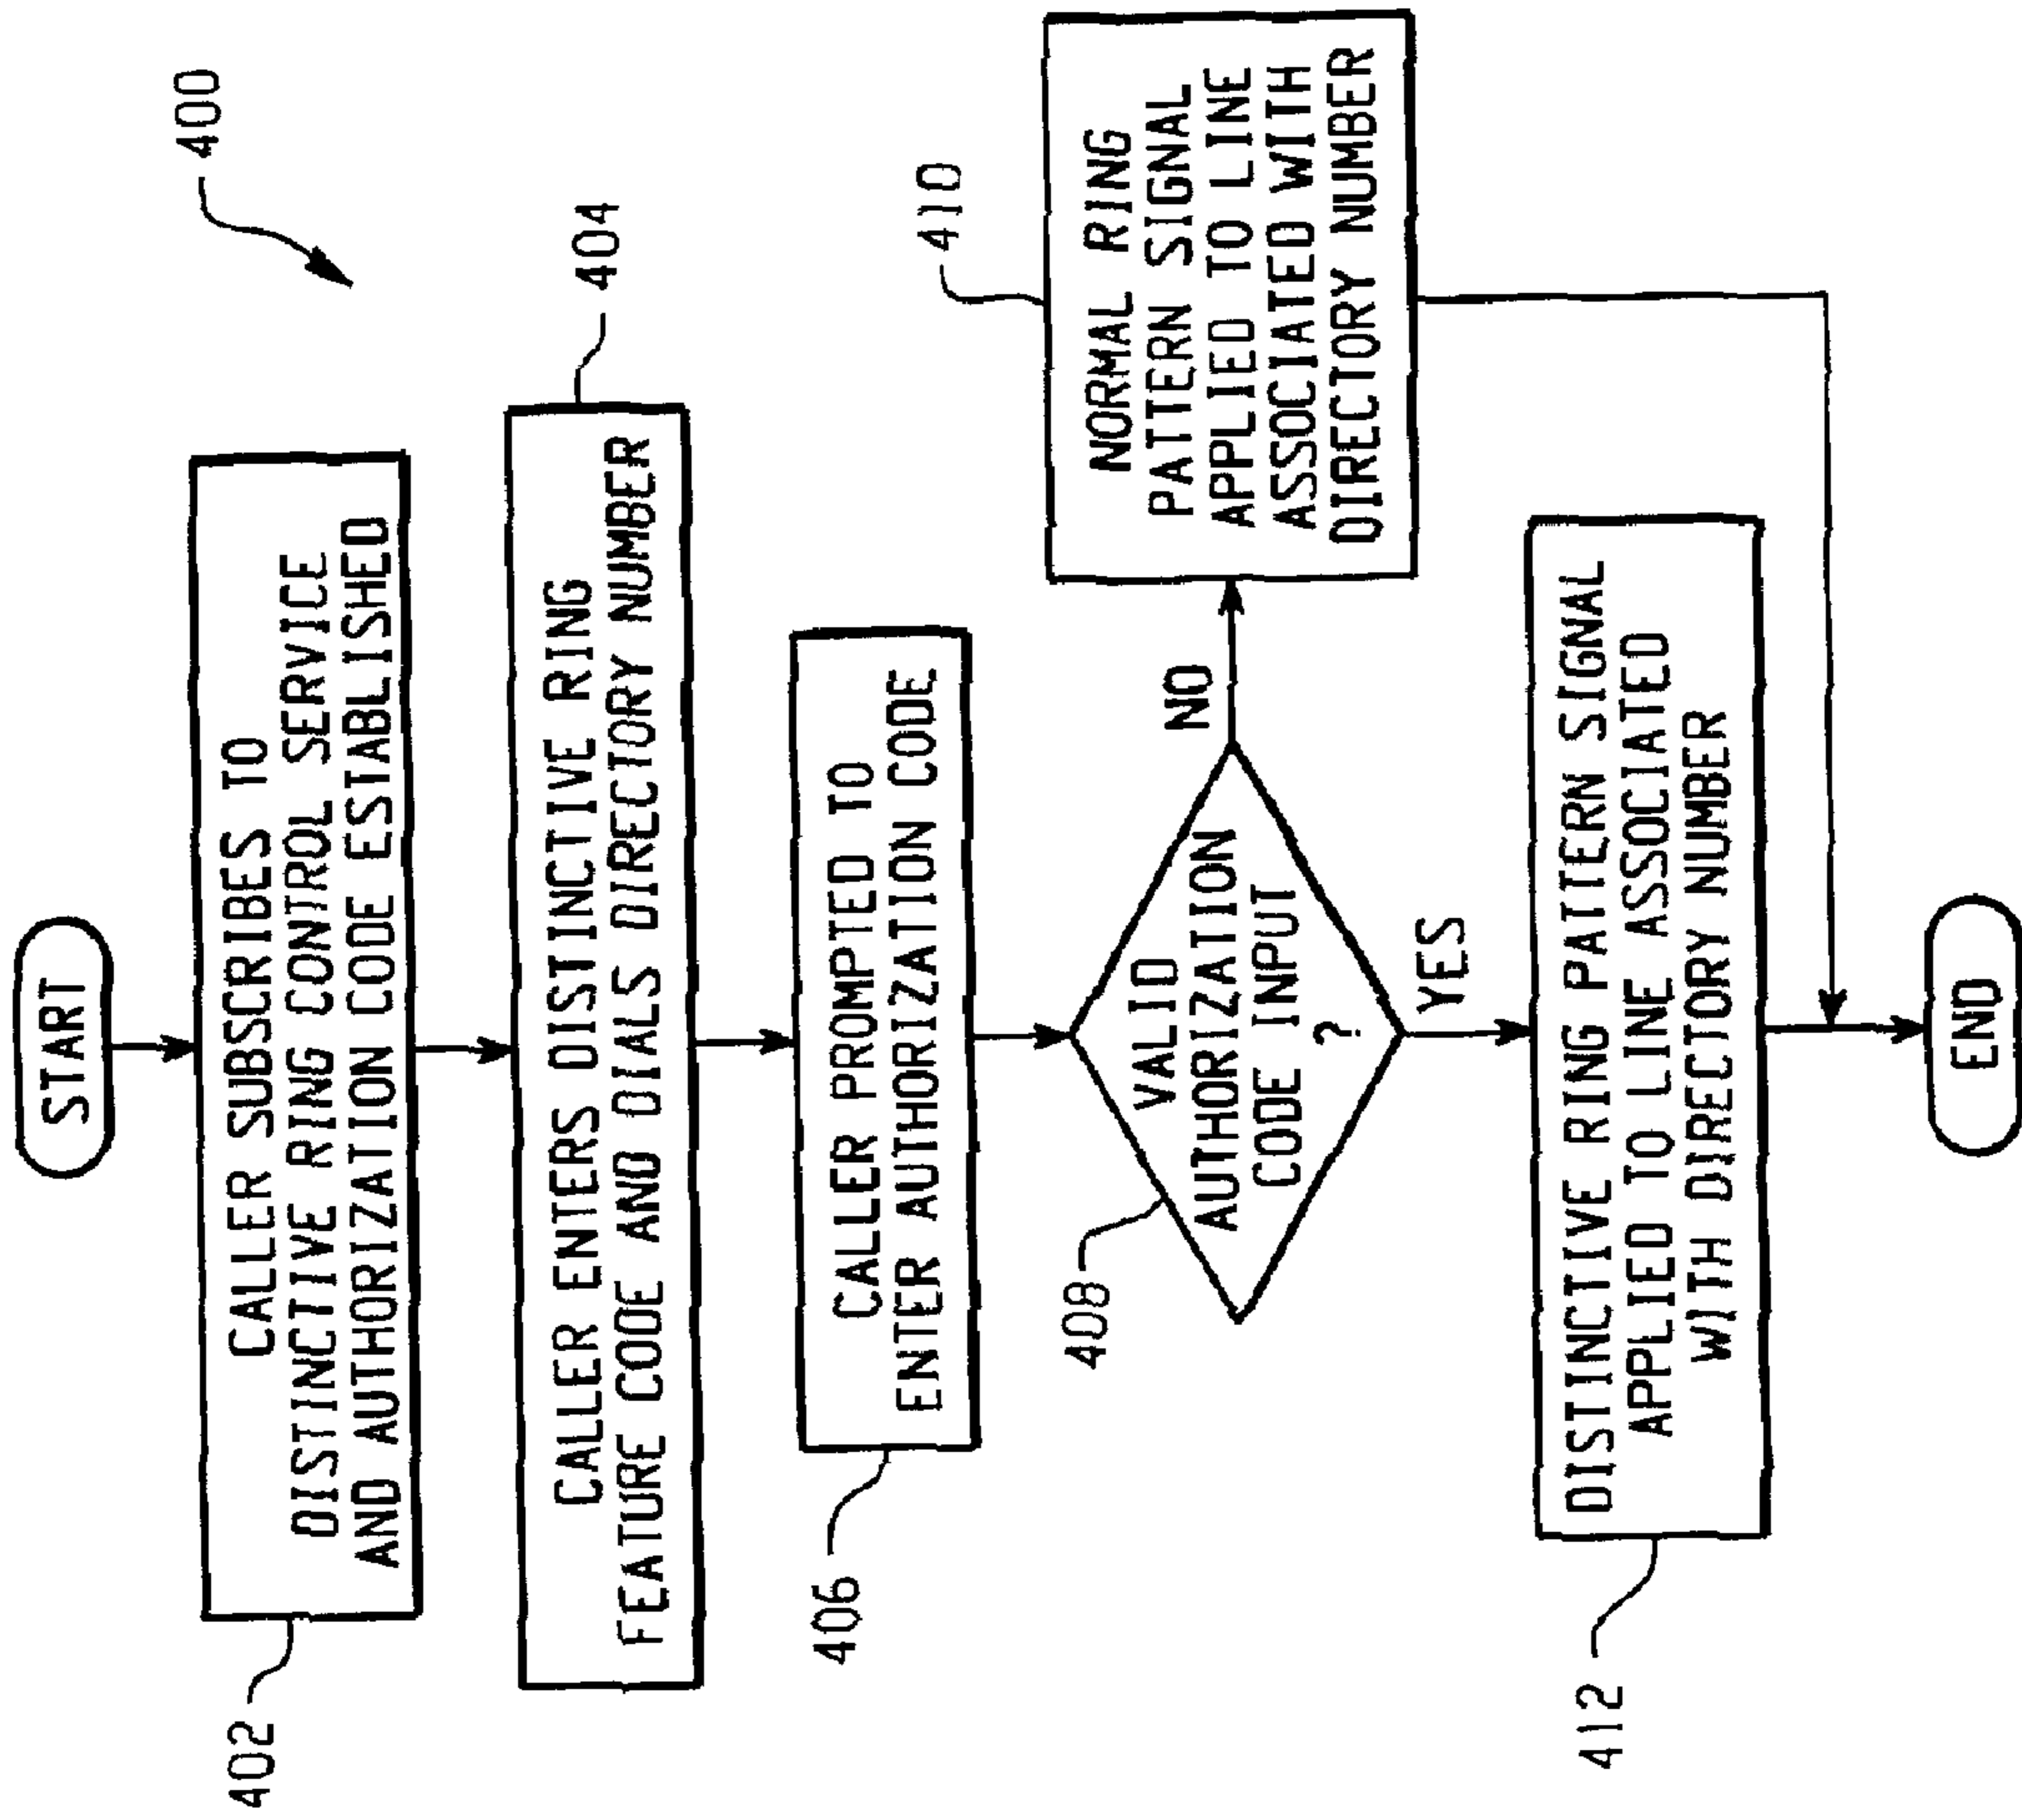 400
START
402
CALLER SUBSCRIBES TO
DISTINCTIVE RING CONTROL SERVICE
AND AUTHORIZATION CODE ESTABLISHED
404
CALLER ENTERS DISTINCTIVE RING
FEATURE CODE AND DIALS DIRECTORY NUMBER
406
CALLER PROMPTED TO
ENTER AUTHORIZATION CODE
408
VALID
AUTHORIZATION
CODE INPUT
?
NO
YES
410
NORMAL RING
PATTERN SIGNAL
APPLIED TO LINE
ASSOCIATED WITH
DIRECTORY NUMBER
412
DISTINCTIVE RING PATTERN SIGNAL
APPLIED TO LINE ASSOCIATED
WITH DIRECTORY NUMBER
END